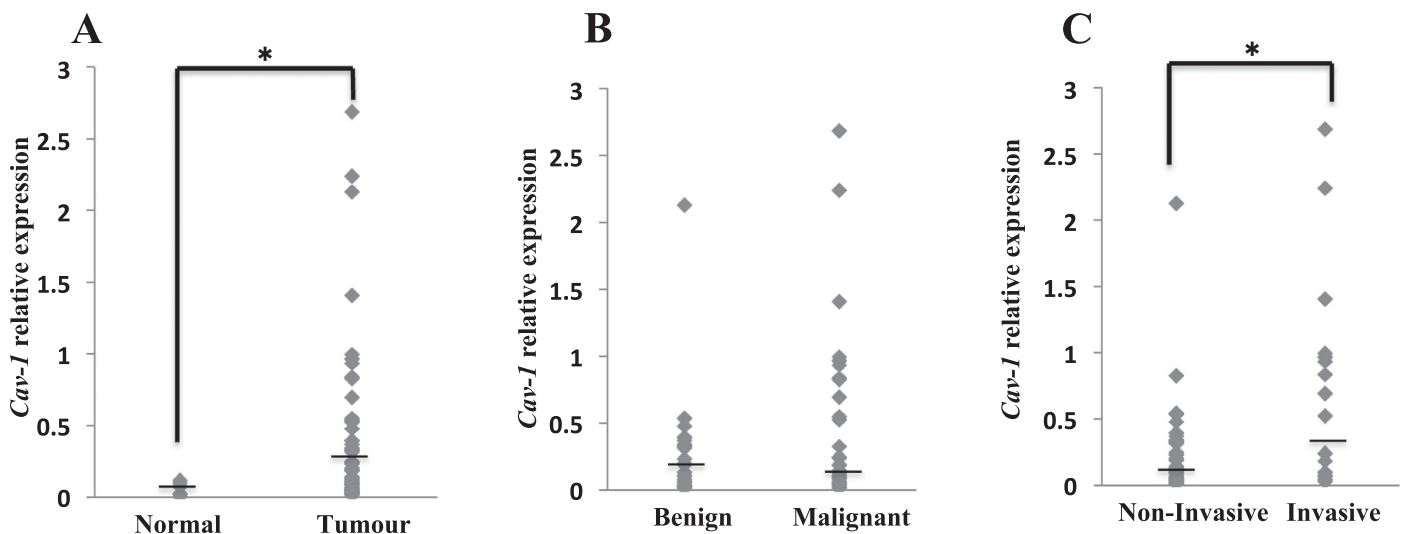 A
*
3
2.5
2
1.5
1
0.5
0
Cav-1 relative expression
Normal Tumour
B
3
2.5
2
1.5
1
0.5
0
Cav-1 relative expression
Benign Malignant
C
*
3
2.5
2
1.5
1
0.5
0
Cav-1 relative expression
Non-Invasive Invasive